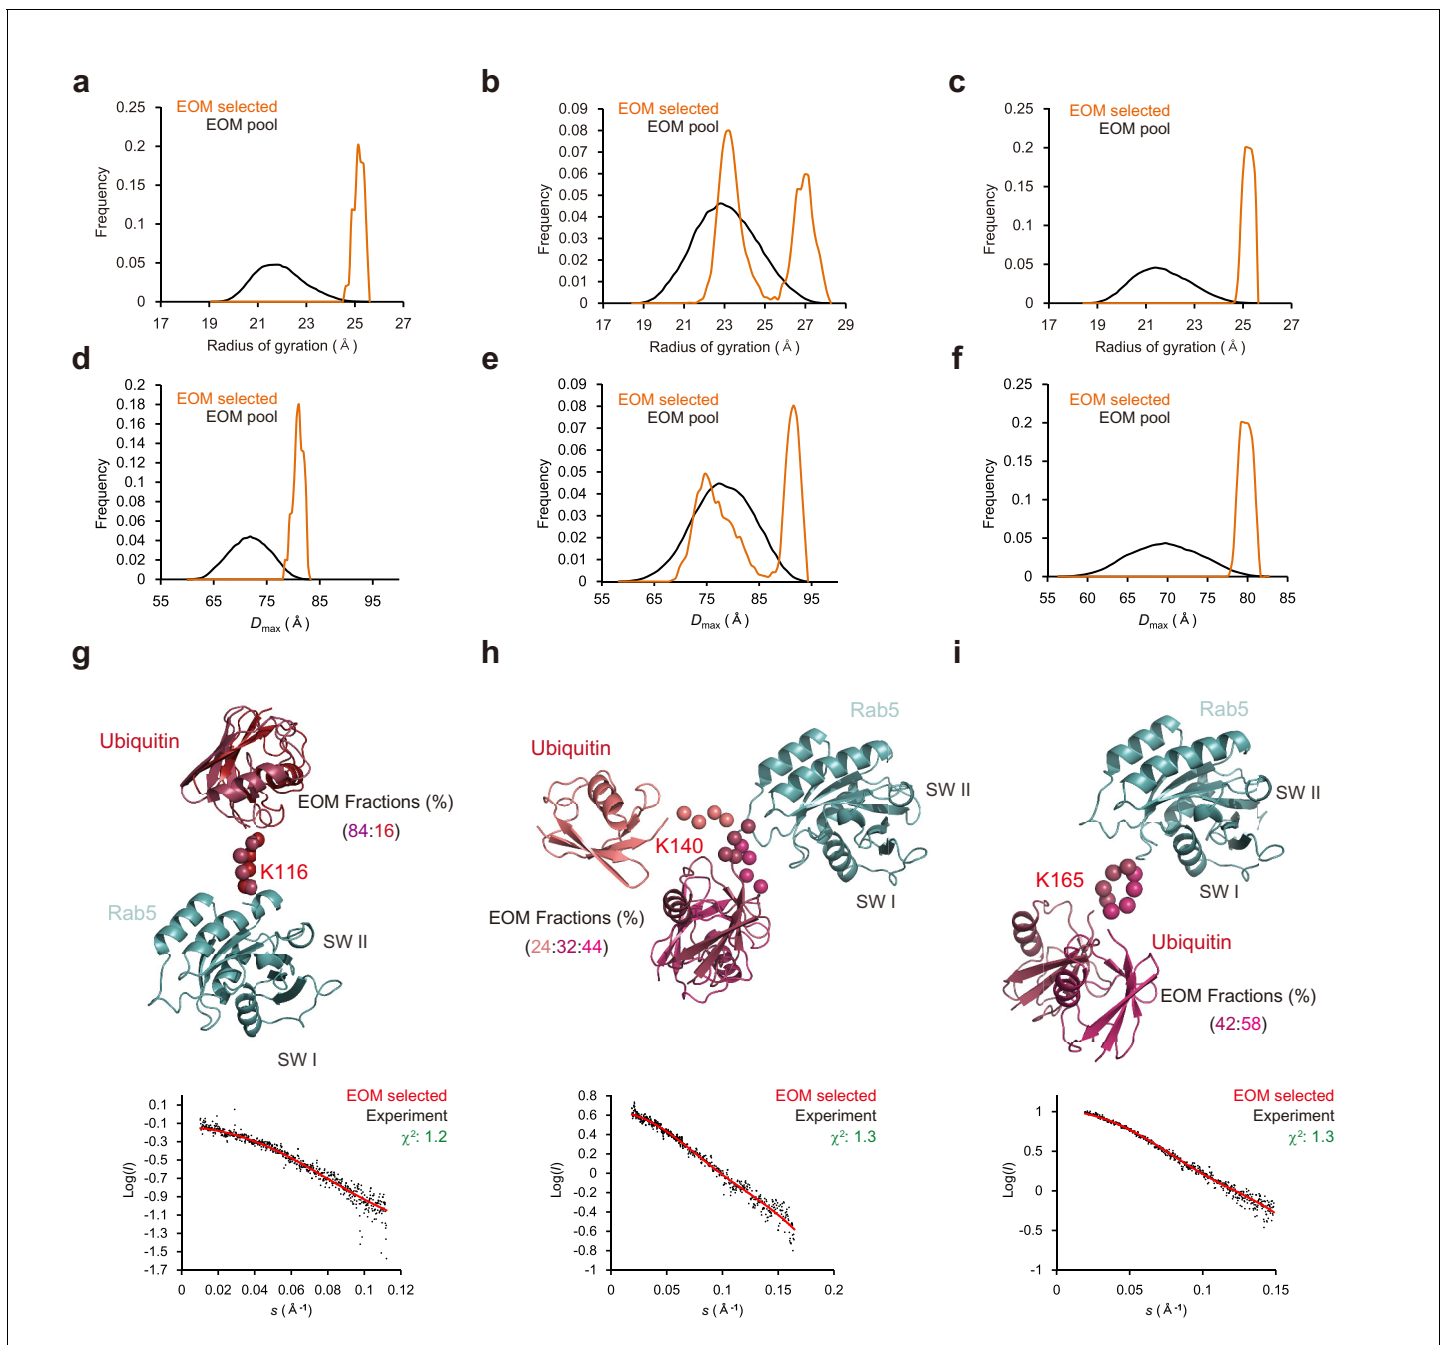 a
EOM selected
EOM pool
0.25
0.2
0.15
0.1
0.05
0
Frequency
17 19 21 23 25 27
Radius of gyration (Å)
b
EOM selected
EOM pool
0.09
0.08
0.07
0.06
0.05
0.04
0.03
0.02
0.01
0
Frequency
17 19 21 23 25 27 29
Radius of gyration (Å)
c
EOM selected
EOM pool
0.25
0.2
0.15
0.1
0.05
0
Frequency
17 19 21 23 25 27
Radius of gyration (Å)
d
EOM selected
EOM pool
0.2
0.18
0.16
0.14
0.12
0.1
0.08
0.06
0.04
0.02
0
Frequency
55 65 75 85 95
Dmax (Å)
e
EOM selected
EOM pool
0.09
0.08
0.07
0.06
0.05
0.04
0.03
0.02
0.01
0
Frequency
55 65 75 85 95
Dmax (Å)
f
EOM selected
EOM pool
0.25
0.2
0.15
0.1
0.05
0
Frequency
55 60 65 70 75 80 85
Dmax (Å)
g
Ubiquitin
EOM Fractions (%)
(84:16)
K116
Rab5
SW II
SW I
EOM selected
Experiment
χ²: 1.2
0.1
-0.1
-0.3
-0.5
-0.7
-0.9
-1.1
-1.3
-1.5
-1.7
Log(I)
0 0.02 0.04 0.06 0.08 0.1 0.12
s (Å⁻¹)
h
Rab5
Ubiquitin
SW II
K140
SW I
EOM Fractions (%)
(24:32:44)
EOM selected
Experiment
χ²: 1.3
0.8
0.6
0.4
0.2
0
-0.2
-0.4
-0.6
-0.8
-1
Log(I)
0 0.05 0.1 0.15 0.2
s (Å⁻¹)
i
Rab5
SW II
K165
SW I
Ubiquitin
EOM Fractions (%)
(42:58)
EOM selected
Experiment
χ²: 1.3
1
0.5
0
-0.5
-1
Log(I)
0 0.05 0.1 0.15
s (Å⁻¹)